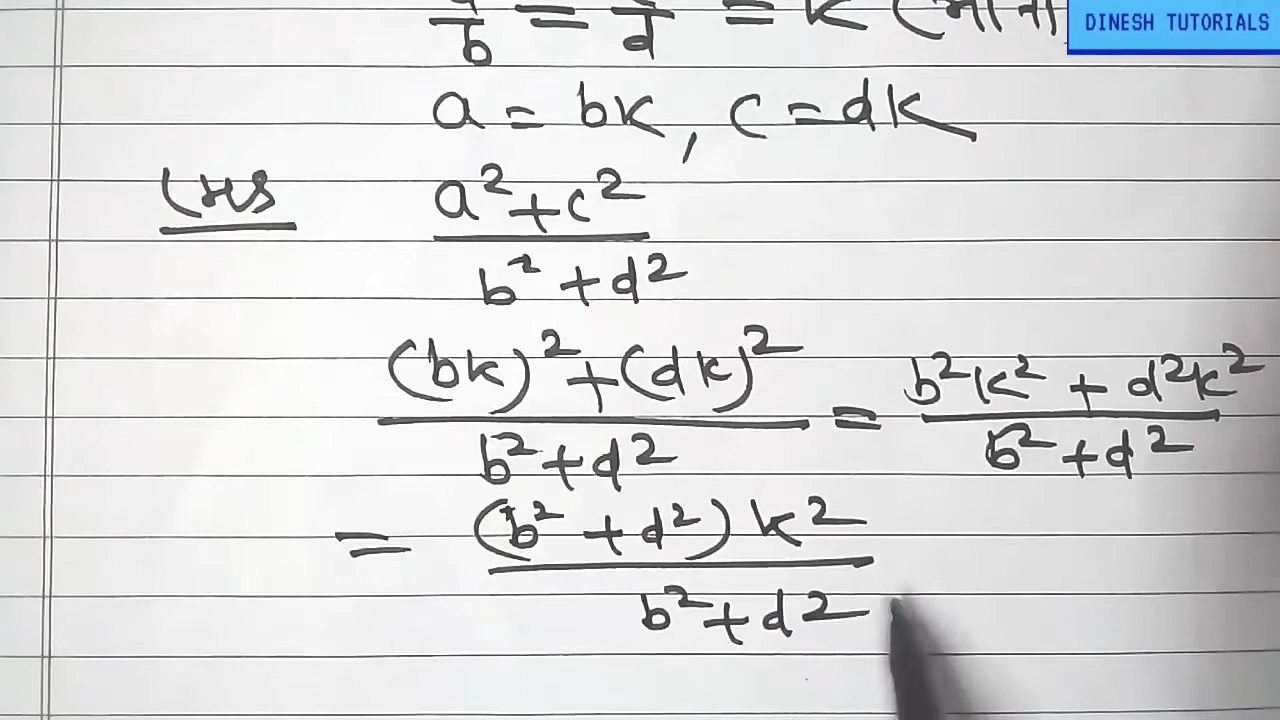 DINESH TUTORIALS
a/b = c/d = k (माना
a = bk, c = dk
LHS a²+c² / b²+d²
(bk)²+(dk)² / b²+d² = b²k²+d²k² / b²+d²
= (b²+d²)k² / b²+d²